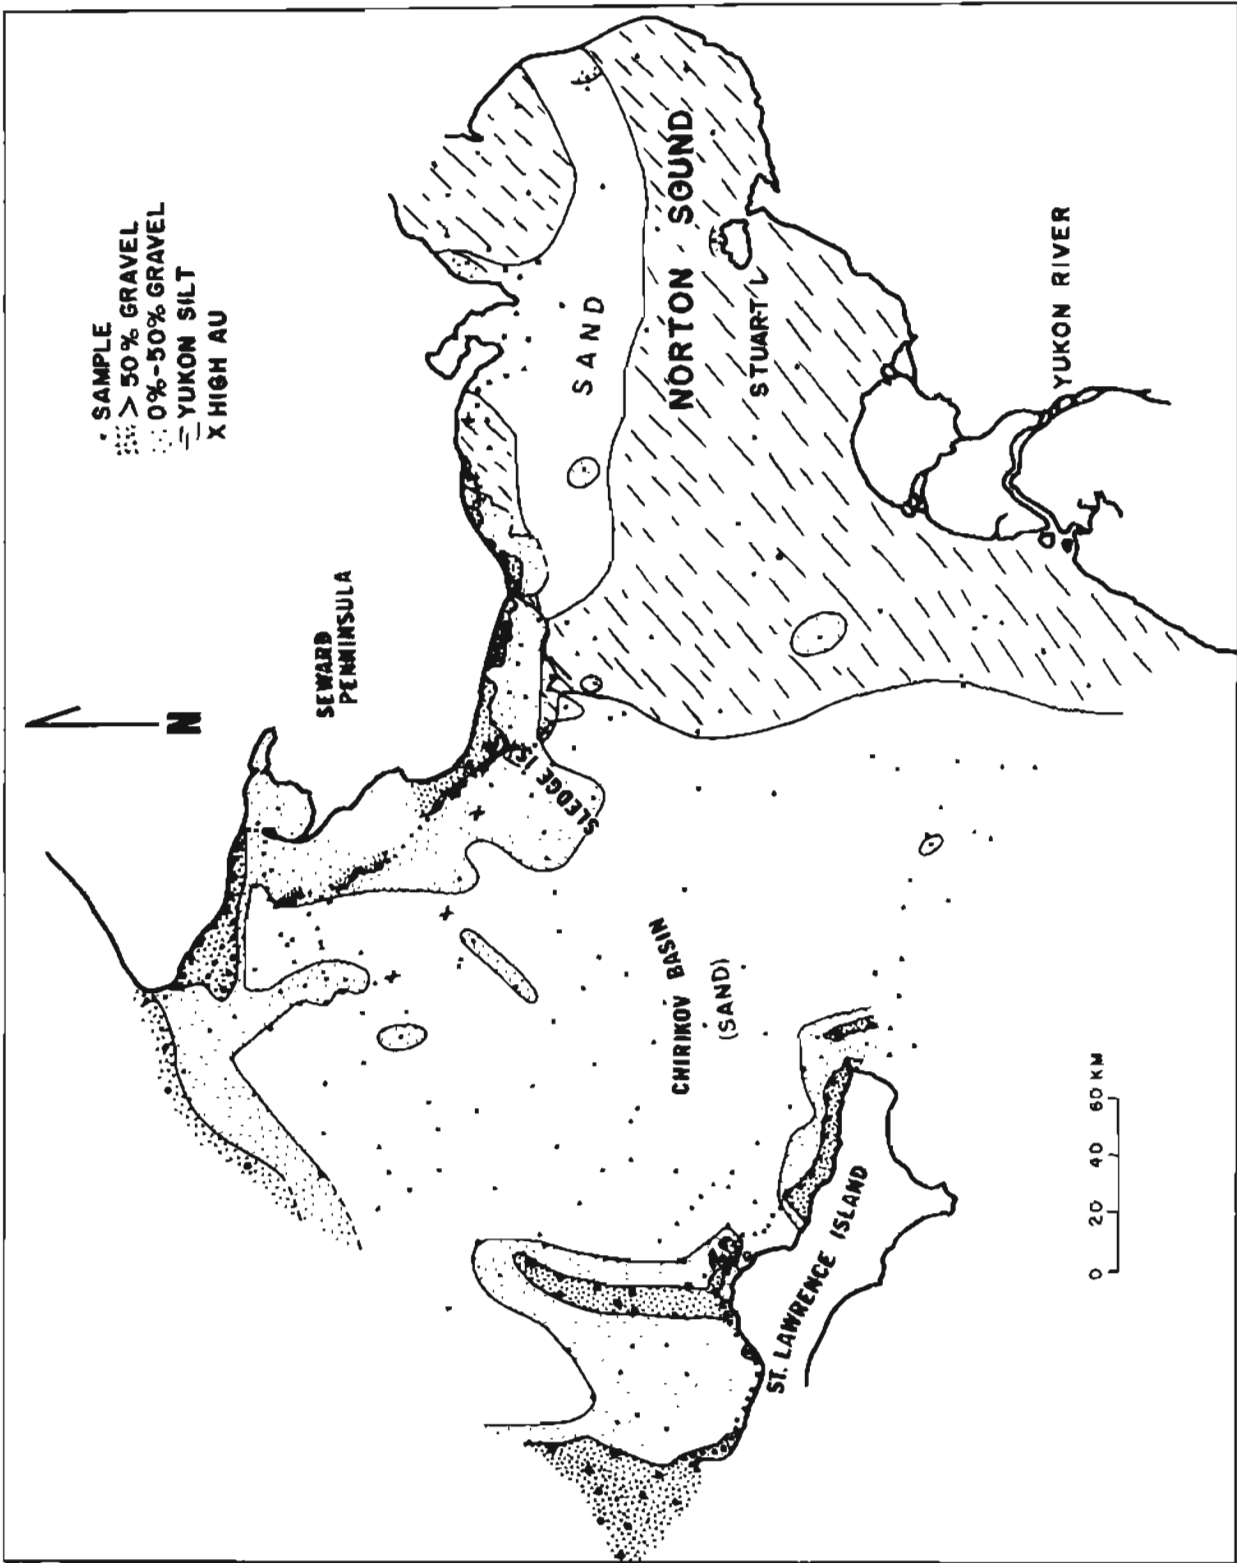 • SAMPLE
> 50% GRAVEL
0%-50% GRAVEL
YUKON SILT
X HIGH AU
N
SEWARD
PENNINSULA
SLEDGE IS.
SAND
NORTON SOUND
STUART I.
YUKON RIVER
CHIRIKOV BASIN
(SAND)
ST. LAWRENCE ISLAND
0 20 40 60 KM